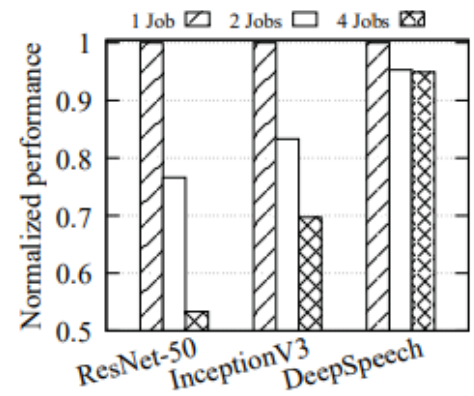 1 Job 2 Jobs 4 Jobs
Normalized performance
1
0.9
0.8
0.7
0.6
0.5
ResNet-50
InceptionV3
DeepSpeech